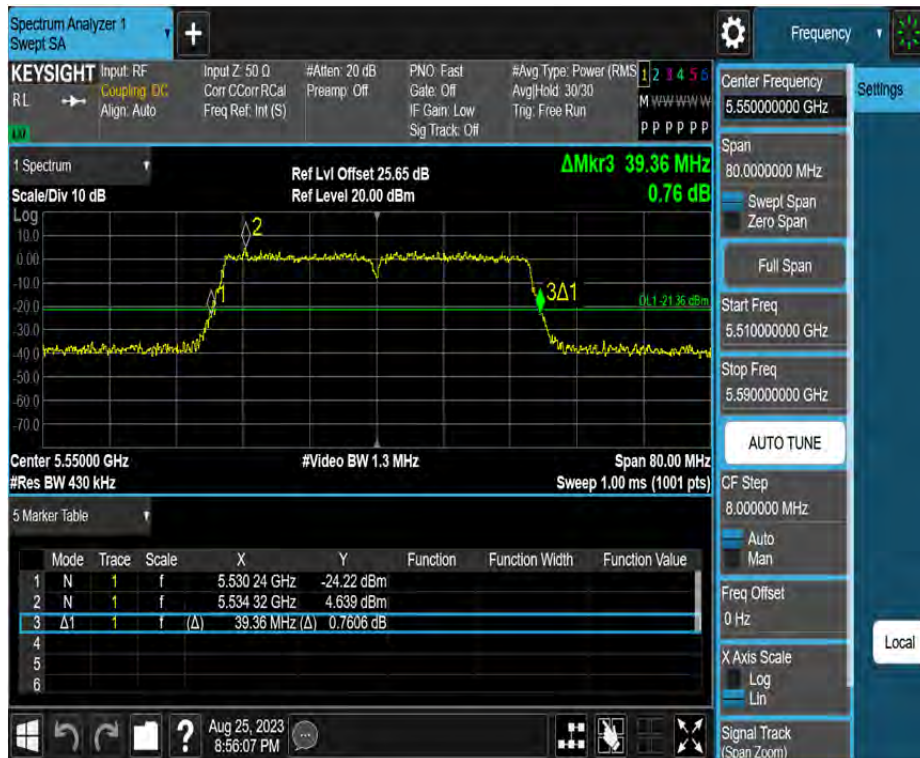 Spectrum Analyzer 1
Swept SA
Frequency
KEYSIGHT Input: RF Input Z: 50 Ω #Atten: 20 dB PNO: Fast #Avg Type: Power (RMS 1 2 3 4 5 6
RL Coupling: DC Corr CCorr RCal Preamp: Off Gate: Off Avg|Hold: 30/30 M W W W W W
Align: Auto Freq Ref: Int (S) IF Gain: Low Trig: Free Run
Sig Track: Off P P P P P P
LXI
1 Spectrum
Ref Lvl Offset 25.65 dB ΔMkr3 39.36 MHz
Scale/Div 10 dB Ref Level 20.00 dBm 0.76 dB
Log
10.0
0.00
-10.0
-20.0
-30.0
-40.0
-50.0
-60.0
-70.0
2
1
3Δ1
DL1 -21.36 dBm
Center 5.55000 GHz #Video BW 1.3 MHz Span 80.00 MHz
#Res BW 430 kHz Sweep 1.00 ms (1001 pts)
5 Marker Table
Mode Trace Scale X Y Function Function Width Function Value
1 N 1 f 5.530 24 GHz -24.22 dBm
2 N 1 f 5.534 32 GHz 4.639 dBm
3 Δ1 1 f (Δ) 39.36 MHz (Δ) 0.7606 dB
4
5
6
?
Aug 25, 2023
8:56:07 PM
Center Frequency
5.550000000 GHz
Settings
Span
80.0000000 MHz
Swept Span
Zero Span
Full Span
Start Freq
5.510000000 GHz
Stop Freq
5.590000000 GHz
AUTO TUNE
CF Step
8.000000 MHz
Auto
Man
Freq Offset
0 Hz
Local
X Axis Scale
Log
Lin
Signal Track
(Span Zoom)